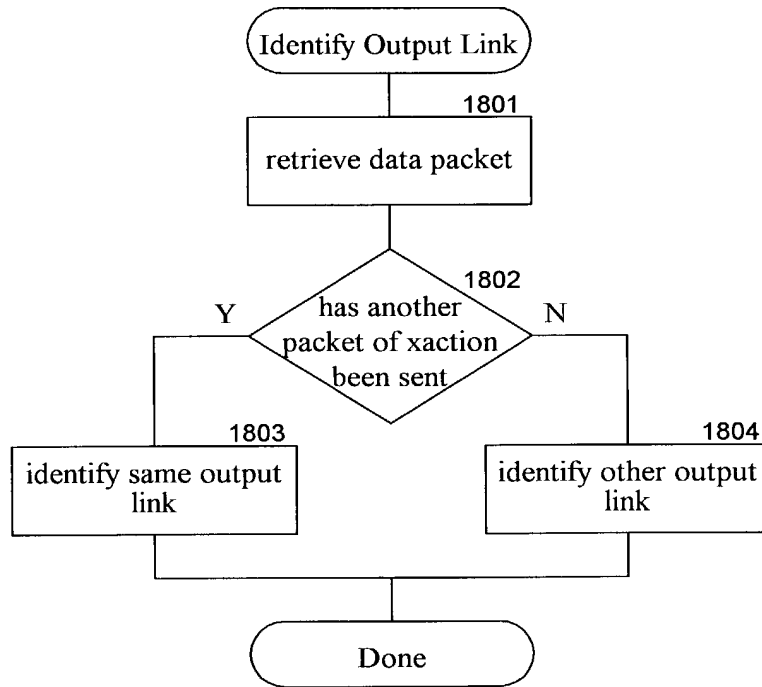 Identify Output Link
1801
retrieve data packet
1802
Y
N
has another
packet of xaction
been sent
1803
identify same output
link
1804
identify other output
link
Done